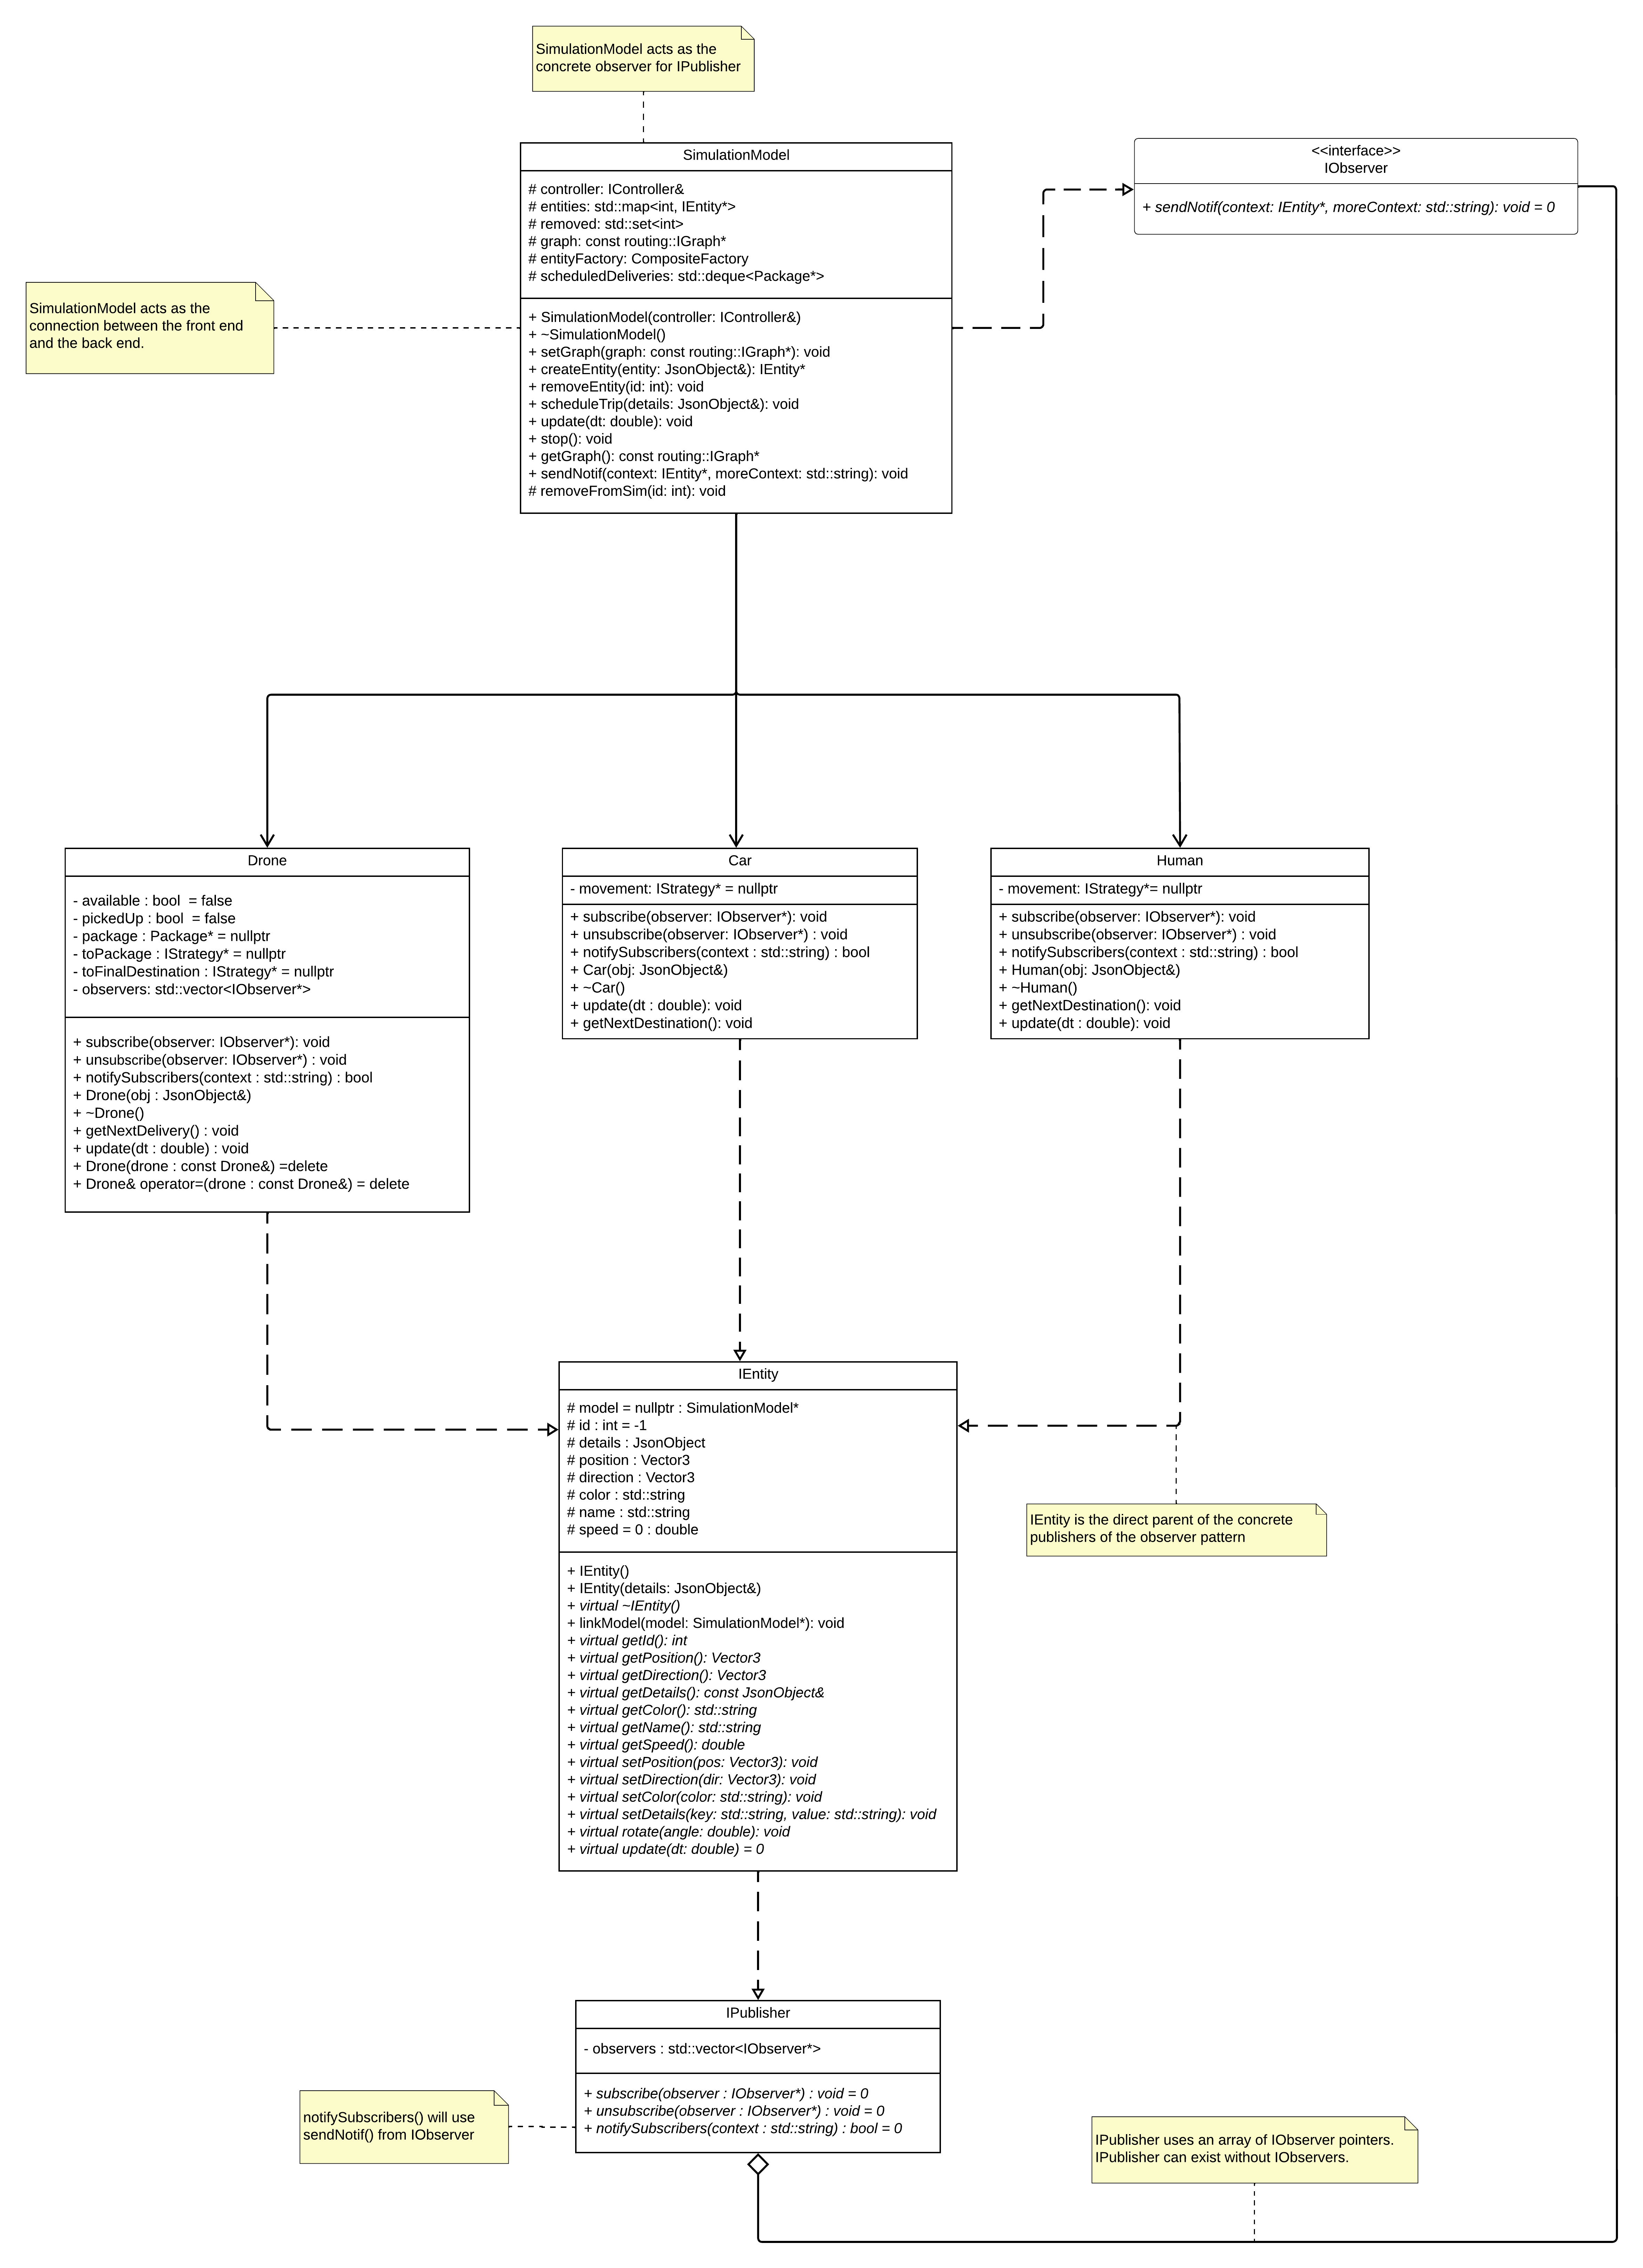 SimulationModel acts as the
concrete observer for IPublisher
SimulationModel
# controller: IController&
# entities: std::map<int, IEntity*>
# removed: std::set<int>
# graph: const routing::IGraph*
# entityFactory: CompositeFactory
# scheduledDeliveries: std::deque<Package*>
+ SimulationModel(controller: IController&)
+ ~SimulationModel()
+ setGraph(graph: const routing::IGraph*): void
+ createEntity(entity: JsonObject&): IEntity*
+ removeEntity(id: int): void
+ scheduleTrip(details: JsonObject&): void
+ update(dt: double): void
+ stop(): void
+ getGraph(): const routing::IGraph*
+ sendNotif(context: IEntity*, moreContext: std::string): void
# removeFromSim(id: int): void
<<interface>>
IObserver
+ sendNotif(context: IEntity*, moreContext: std::string): void = 0
SimulationModel acts as the
connection between the front end
and the back end.
Drone
- available : bool  = false
- pickedUp : bool  = false
- package : Package* = nullptr
- toPackage : IStrategy* = nullptr
- toFinalDestination : IStrategy* = nullptr
- observers: std::vector<IObserver*>
+ subscribe(observer: IObserver*): void
+ unsubscribe(observer: IObserver*) : void
+ notifySubscribers(context : std::string) : bool
+ Drone(obj : JsonObject&)
+ ~Drone()
+ getNextDelivery() : void
+ update(dt : double) : void
+ Drone(drone : const Drone&) =delete
+ Drone& operator=(drone : const Drone&) = delete
Car
- movement: IStrategy* = nullptr
+ subscribe(observer: IObserver*): void
+ unsubscribe(observer: IObserver*) : void
+ notifySubscribers(context : std::string) : bool
+ Car(obj: JsonObject&)
+ ~Car()
+ update(dt : double): void
+ getNextDestination(): void
Human
- movement: IStrategy*= nullptr
+ subscribe(observer: IObserver*): void
+ unsubscribe(observer: IObserver*) : void
+ notifySubscribers(context : std::string) : bool
+ Human(obj: JsonObject&)
+ ~Human()
+ getNextDestination(): void
+ update(dt : double): void
IEntity
# model = nullptr : SimulationModel*
# id : int = -1
# details : JsonObject
# position : Vector3
# direction : Vector3
# color : std::string
# name : std::string
# speed = 0 : double
+ IEntity()
+ IEntity(details: JsonObject&)
+ virtual ~IEntity()
+ linkModel(model: SimulationModel*): void
+ virtual getId(): int
+ virtual getPosition(): Vector3
+ virtual getDirection(): Vector3
+ virtual getDetails(): const JsonObject&
+ virtual getColor(): std::string
+ virtual getName(): std::string
+ virtual getSpeed(): double
+ virtual setPosition(pos: Vector3): void
+ virtual setDirection(dir: Vector3): void
+ virtual setColor(color: std::string): void
+ virtual setDetails(key: std::string, value: std::string): void
+ virtual rotate(angle: double): void
+ virtual update(dt: double) = 0
IEntity is the direct parent of the concrete
publishers of the observer pattern
IPublisher
- observers : std::vector<IObserver*>
+ subscribe(observer : IObserver*) : void = 0
+ unsubscribe(observer : IObserver*) : void = 0
+ notifySubscribers(context : std::string) : bool = 0
notifySubscribers() will use
sendNotif() from IObserver
IPublisher uses an array of IObserver pointers.
IPublisher can exist without IObservers.